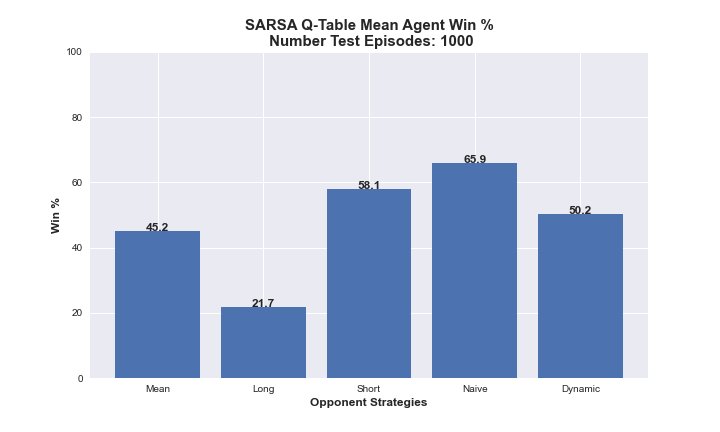 SARSA Q-Table Mean Agent Win %
Number Test Episodes: 1000
100
80
60
40
20
0
Win %
45.2
21.7
58.1
65.9
50.2
Mean
Long
Short
Naive
Dynamic
Opponent Strategies